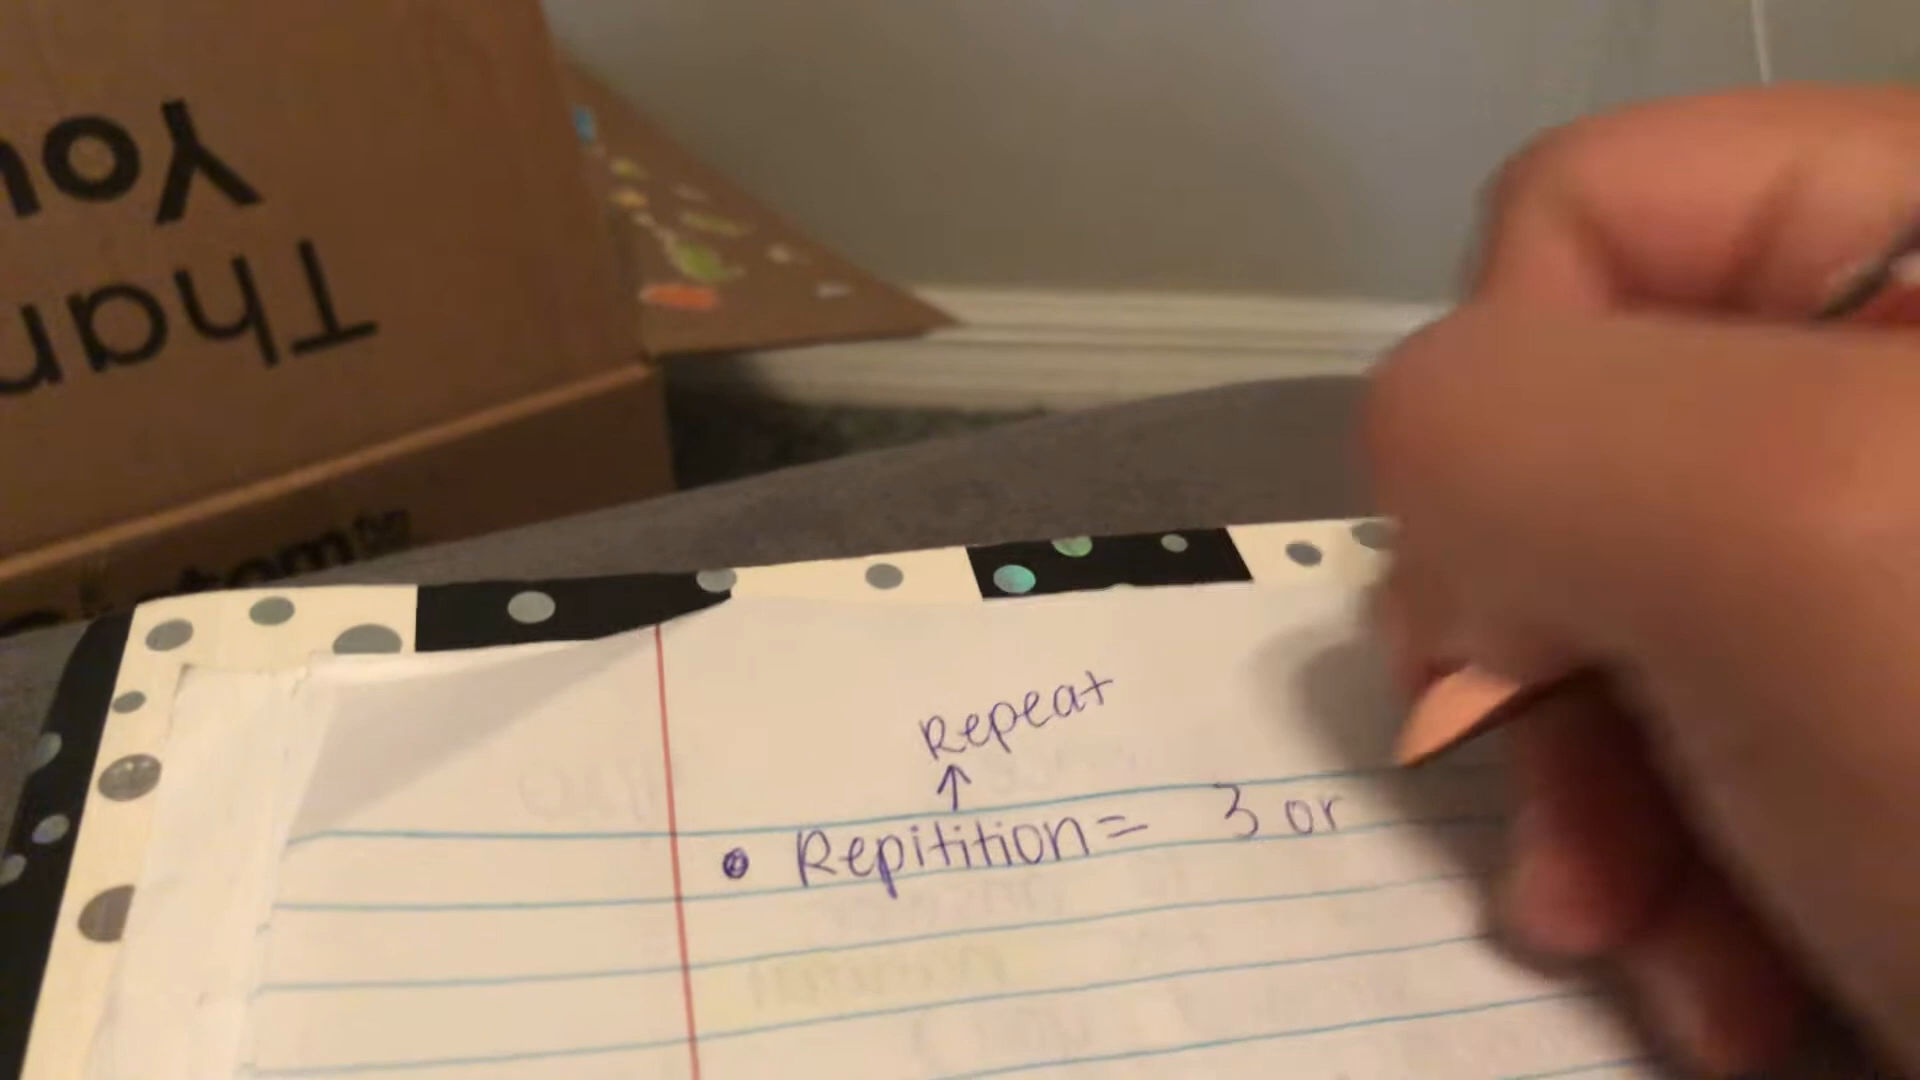 Thank
You
Repeat
↑
• Repitition = 3 or